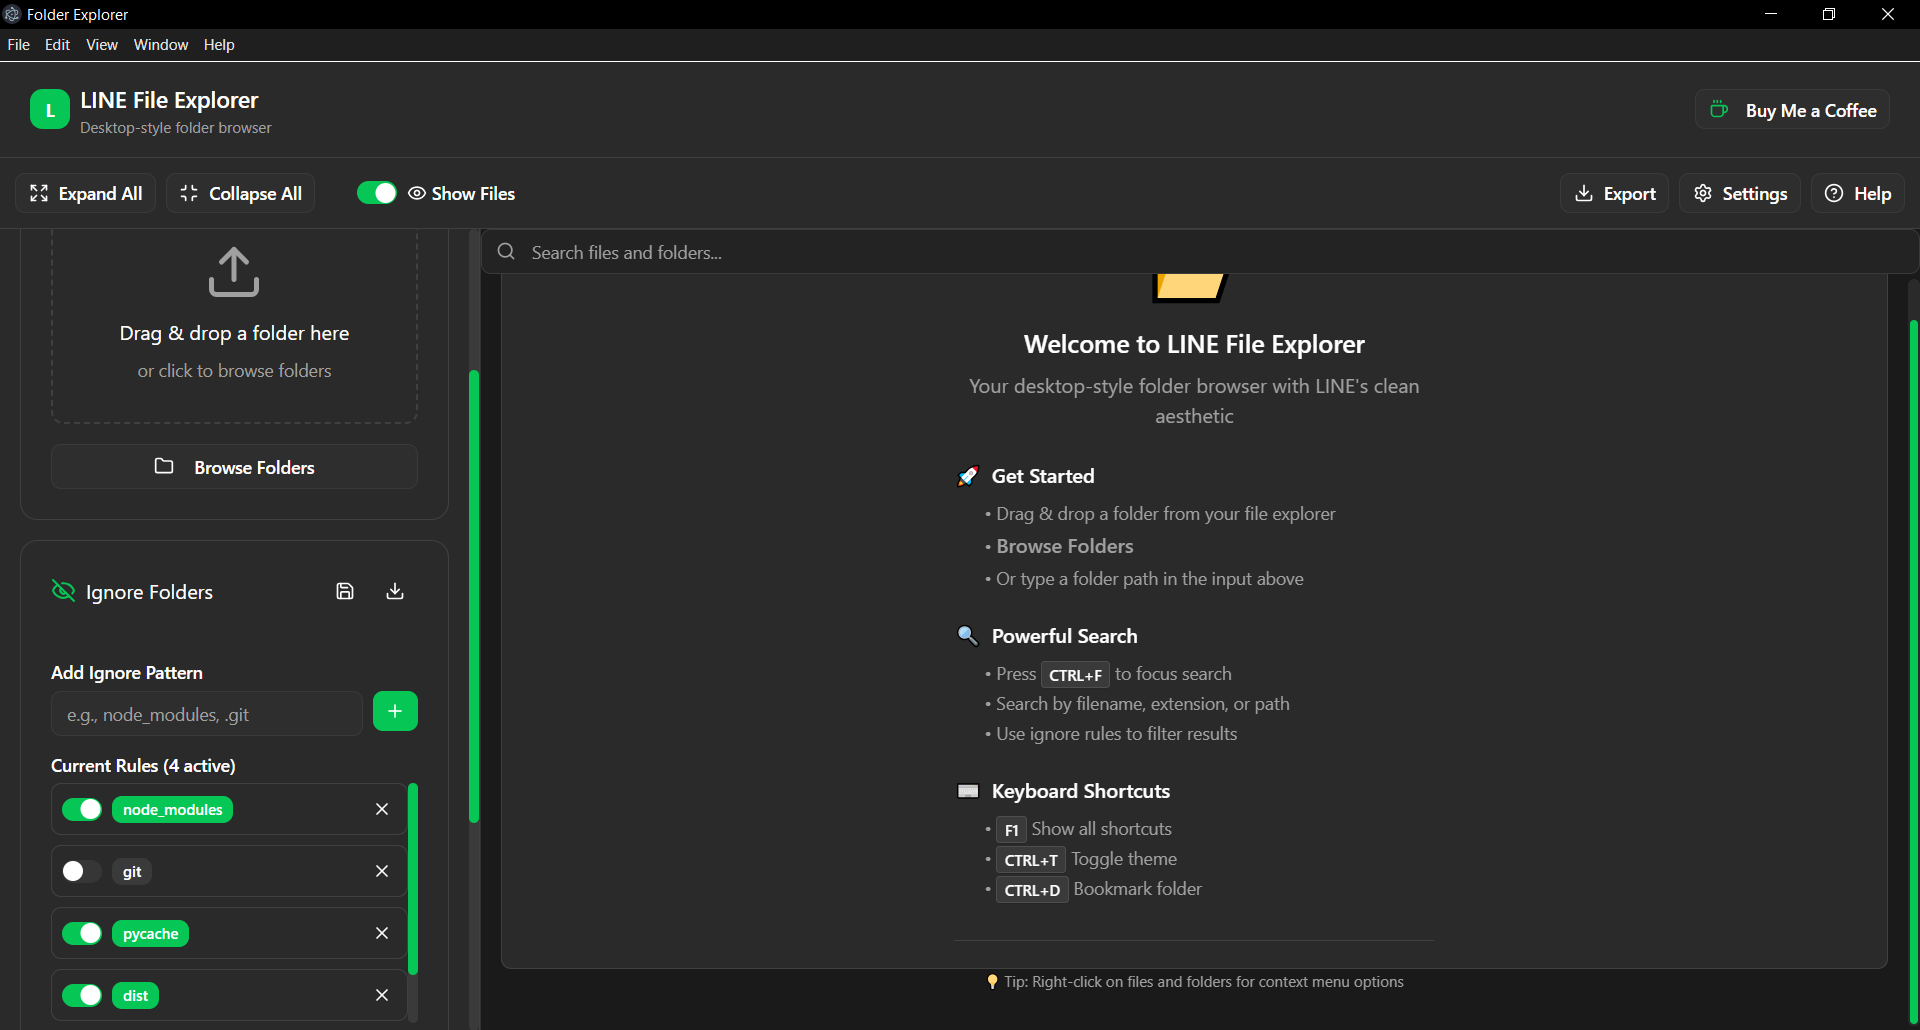 Folder Explorer
File Edit View Window Help
L
LINE File Explorer
Desktop-style folder browser
Buy Me a Coffee
Expand All
Collapse All
Show Files
Export
Settings
Help
Drag & drop a folder here
or click to browse folders
Browse Folders
Ignore Folders
Add Ignore Pattern
e.g., node_modules, .git
+
Current Rules (4 active)
node_modules
git
pycache
dist
Search files and folders...
Welcome to LINE File Explorer
Your desktop-style folder browser with LINE's clean
aesthetic
Get Started
• Drag & drop a folder from your file explorer
• Browse Folders
• Or type a folder path in the input above
Powerful Search
• Press CTRL+F to focus search
• Search by filename, extension, or path
• Use ignore rules to filter results
Keyboard Shortcuts
• F1 Show all shortcuts
• CTRL+T Toggle theme
• CTRL+D Bookmark folder
Tip: Right-click on files and folders for context menu options